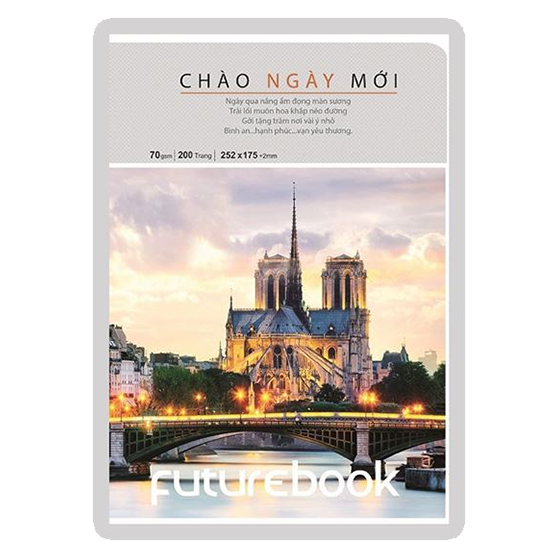 CHÀO NGÀY MỚI
Ngày qua nắng ấm đọng màn sương
Trải lối muôn hoa khắp nẻo đường
Gởi tặng trăm nơi vài ý nhỏ
Bình an...hạnh phúc...vạn yêu thương.
70gsm | 200 Trang | 252 x 175 ±2mm
futurebook